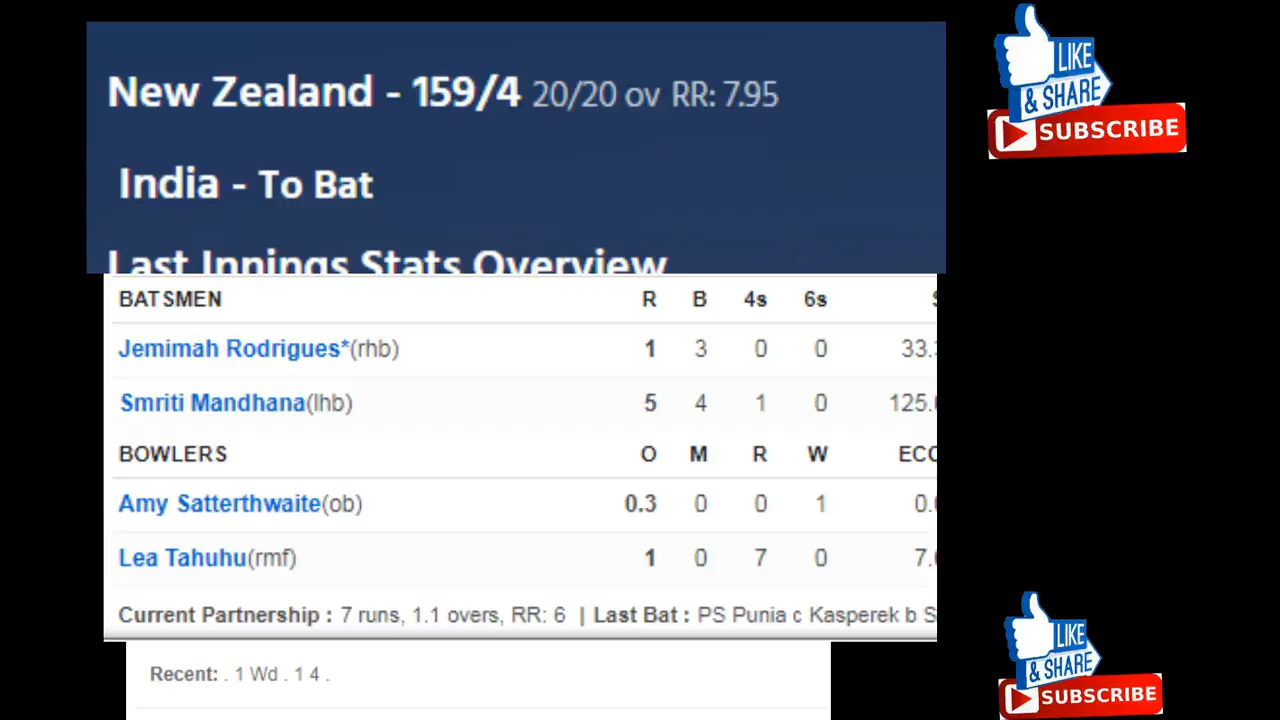 New Zealand - 159/4 20/20 ov RR: 7.95
LIKE
& SHARE
SUBSCRIBE
India - To Bat
Last Innings Stats Overview
BATSMEN R B 4s 6s
Jemimah Rodrigues*(rhb) 1 3 0 0 33.
Smriti Mandhana(lhb) 5 4 1 0 125.
BOWLERS O M R W ECO
Amy Satterthwaite(ob) 0.3 0 0 1 0.
Lea Tahuhu(rmf) 1 0 7 0 7.
Current Partnership : 7 runs, 1.1 overs, RR: 6 | Last Bat : PS Punia c Kasperek b S
Recent: . 1 Wd . 1 4 .
LIKE
& SHARE
SUBSCRIBE